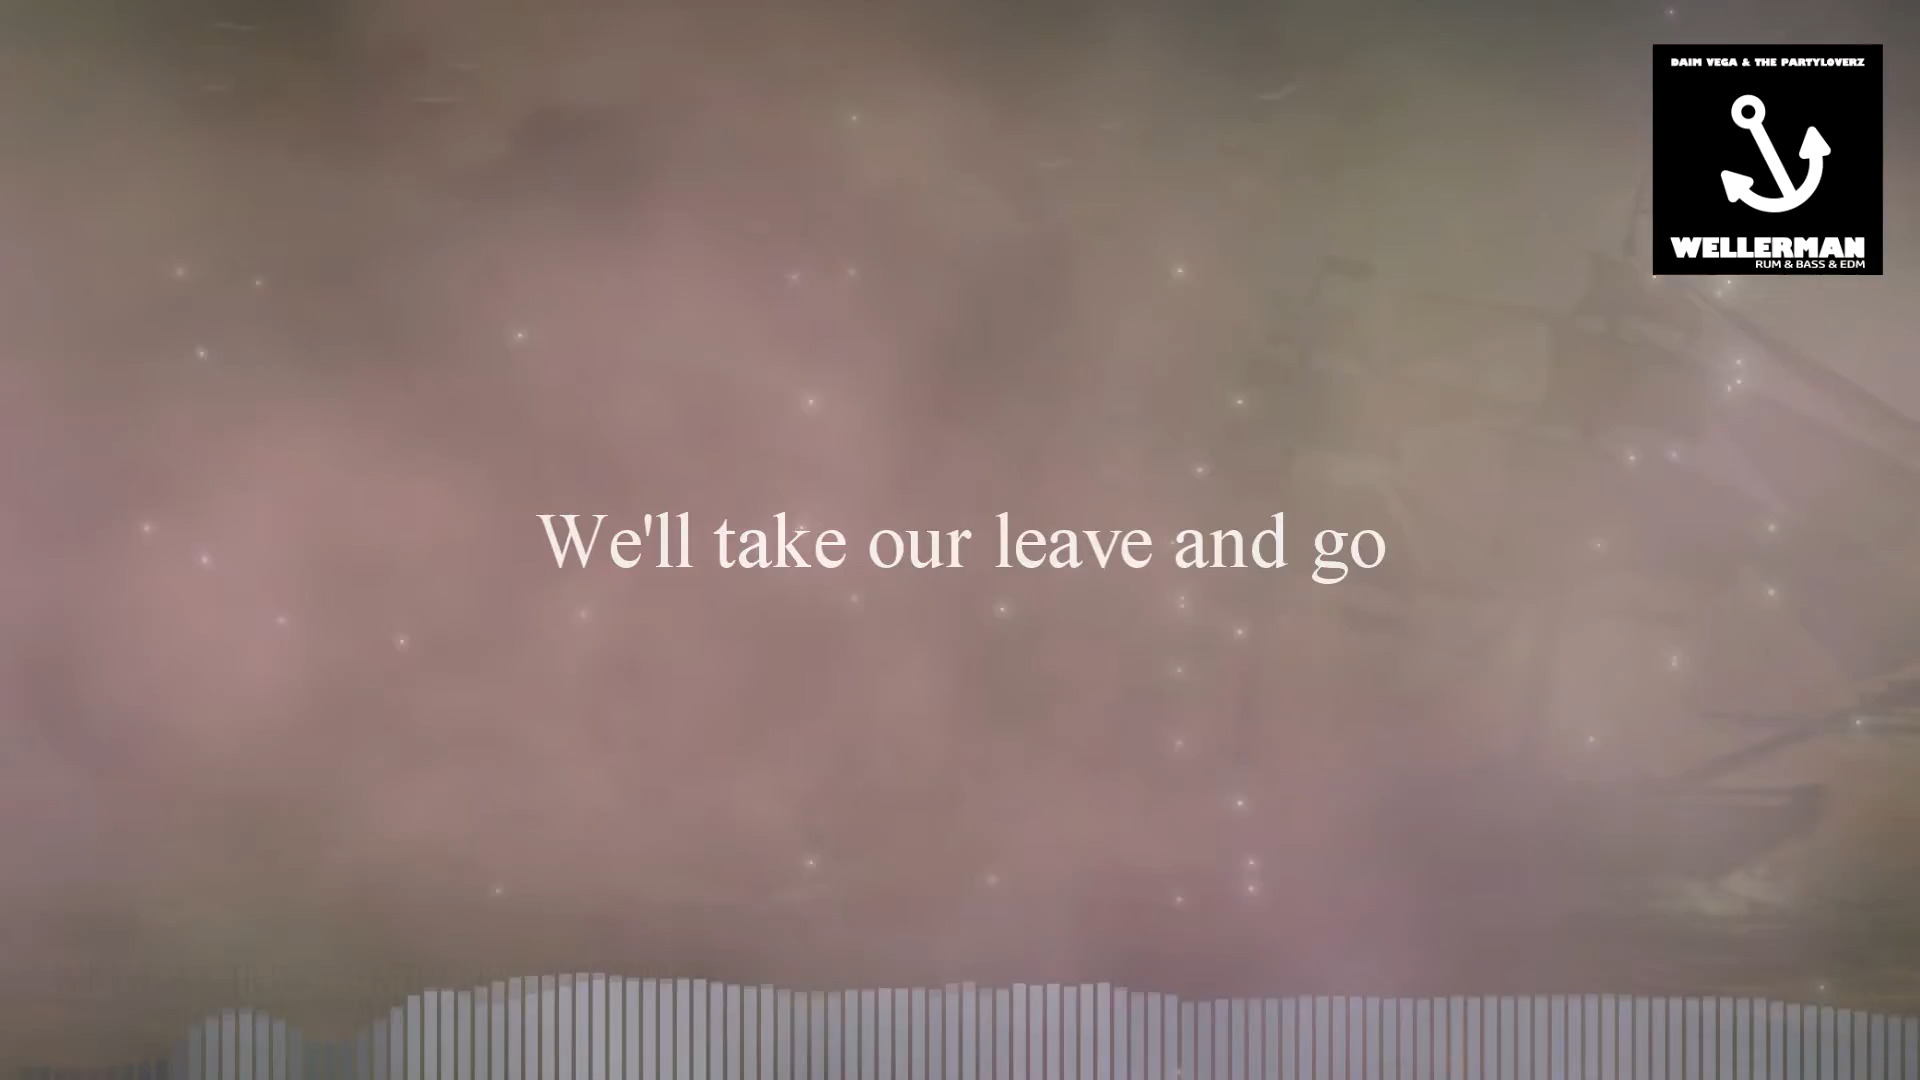 DAIM VEGA & THE PARTYLOVERZ
WELLERMAN
RUM & BASS & EDM
We'll take our leave and go